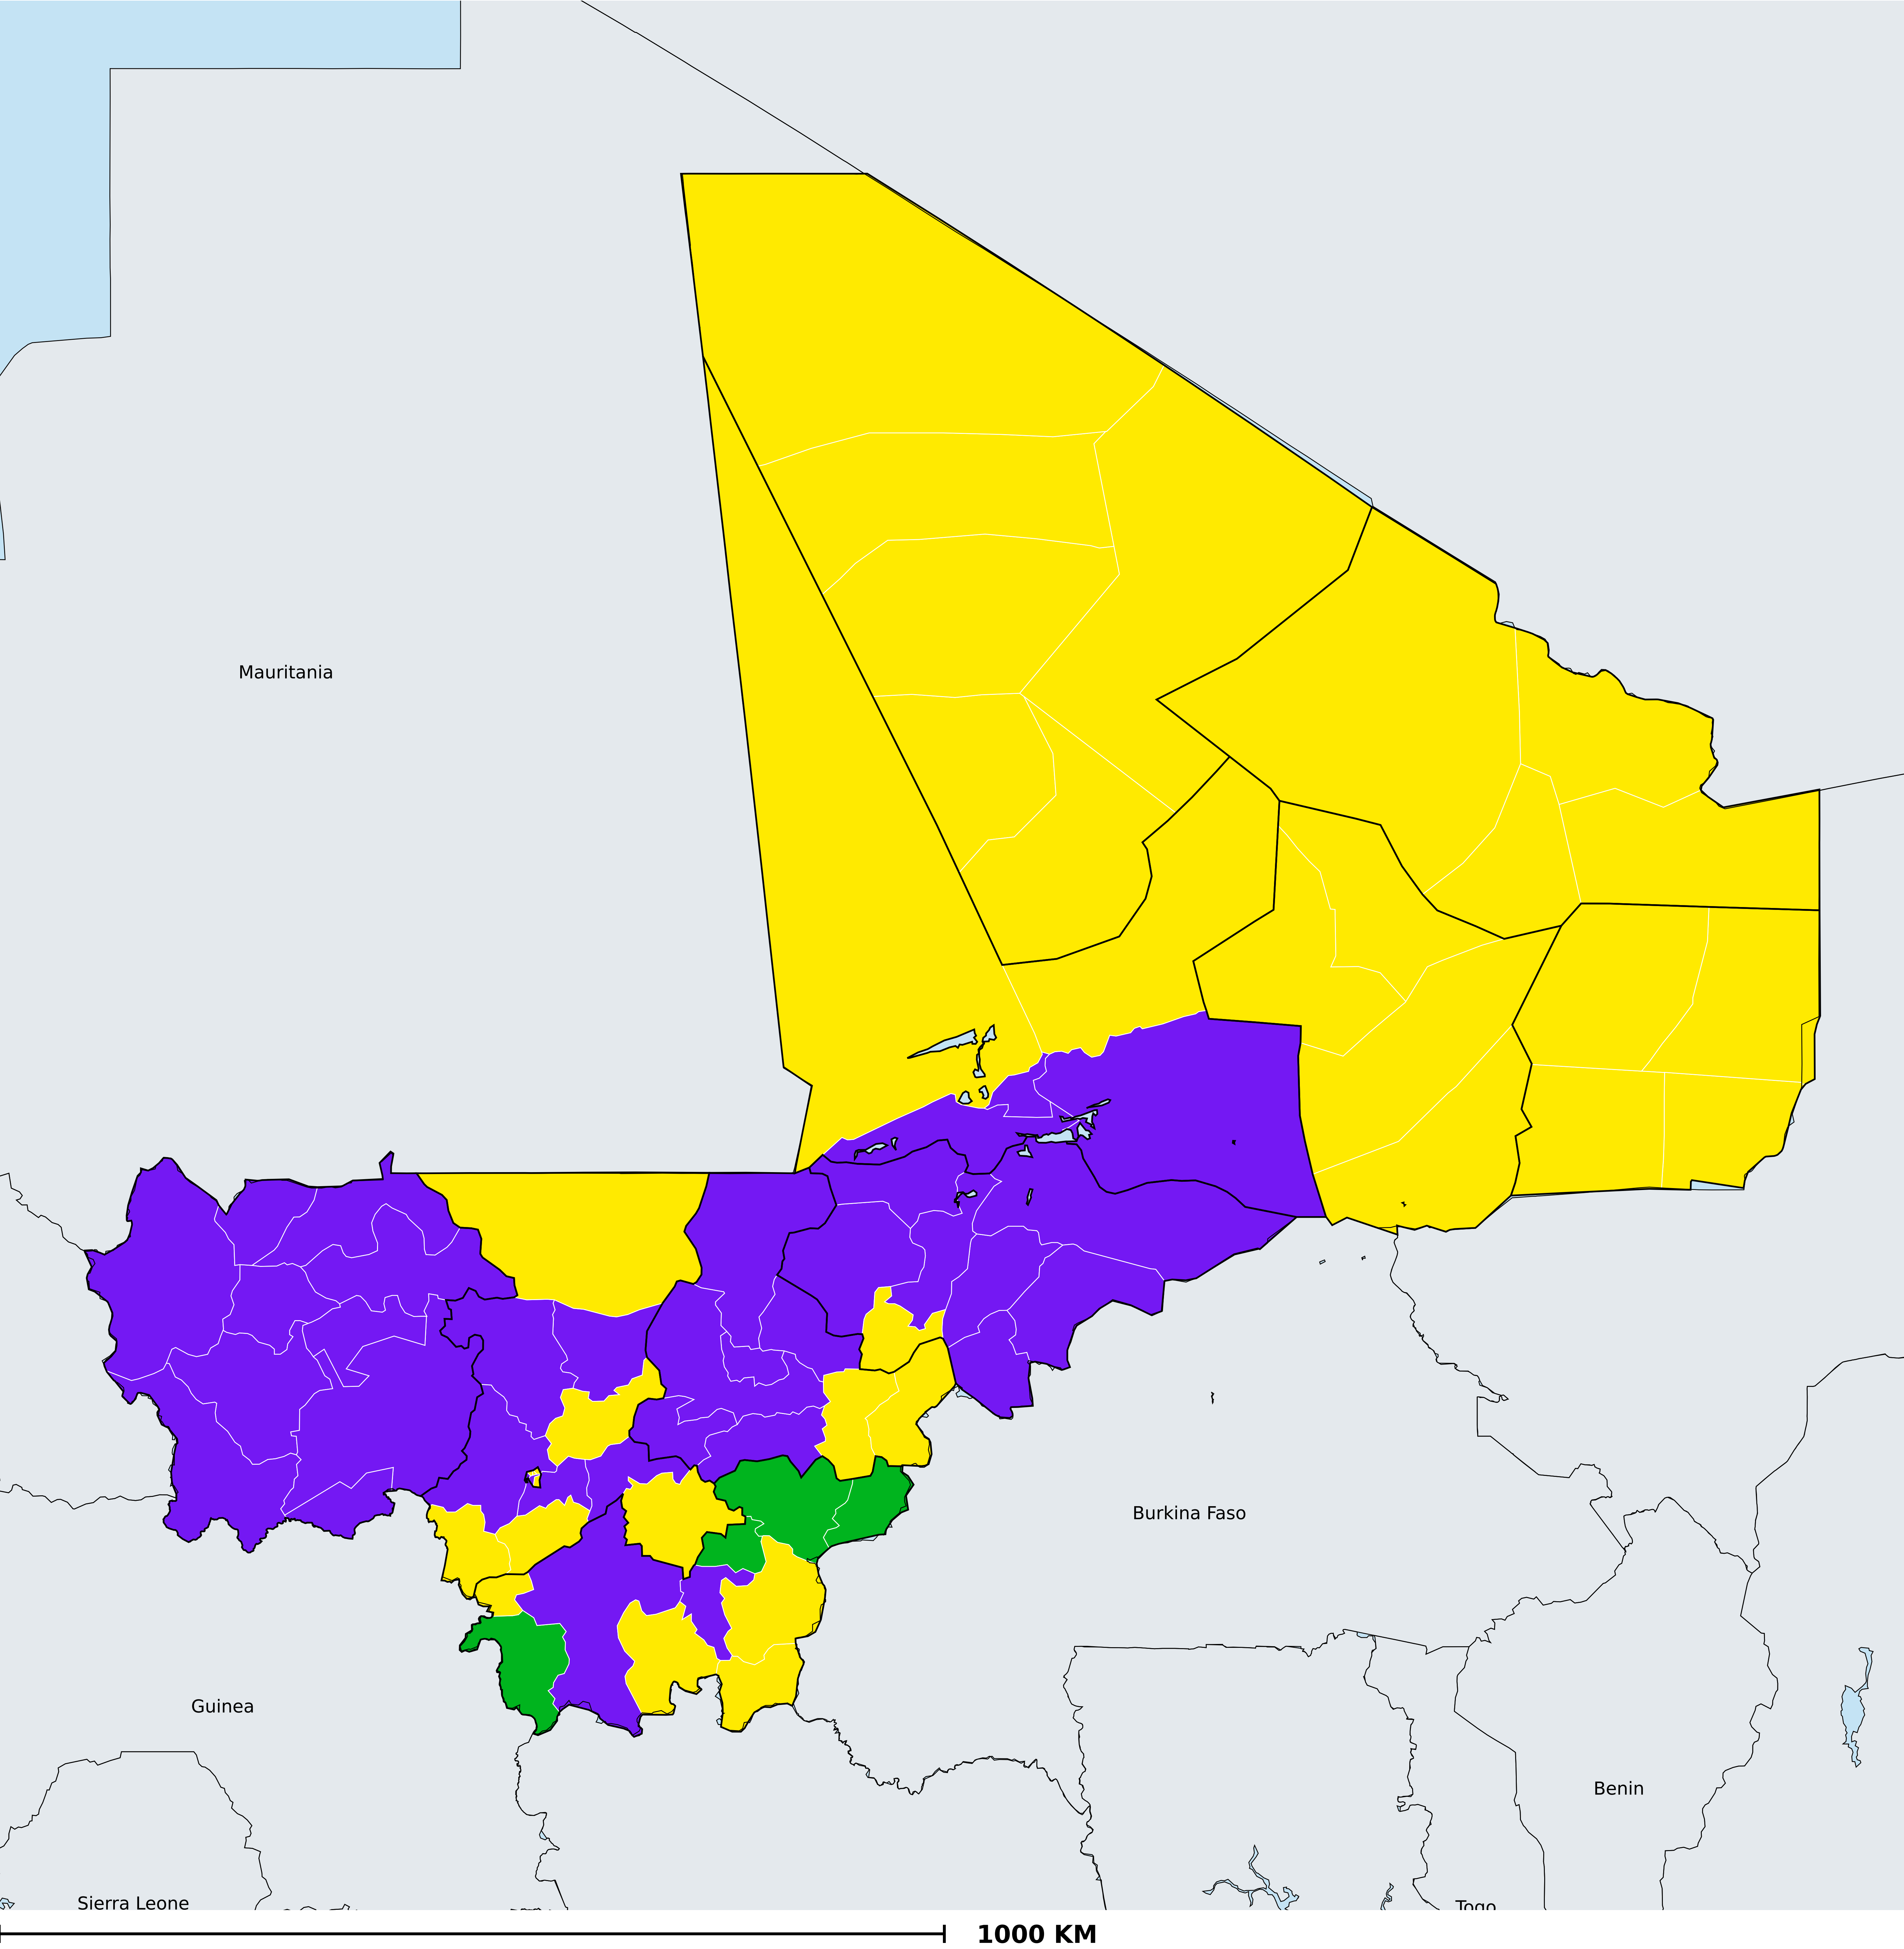 Mauritania
Burkina Faso
Guinea
Benin
Sierra Leone
Togo
1000 KM